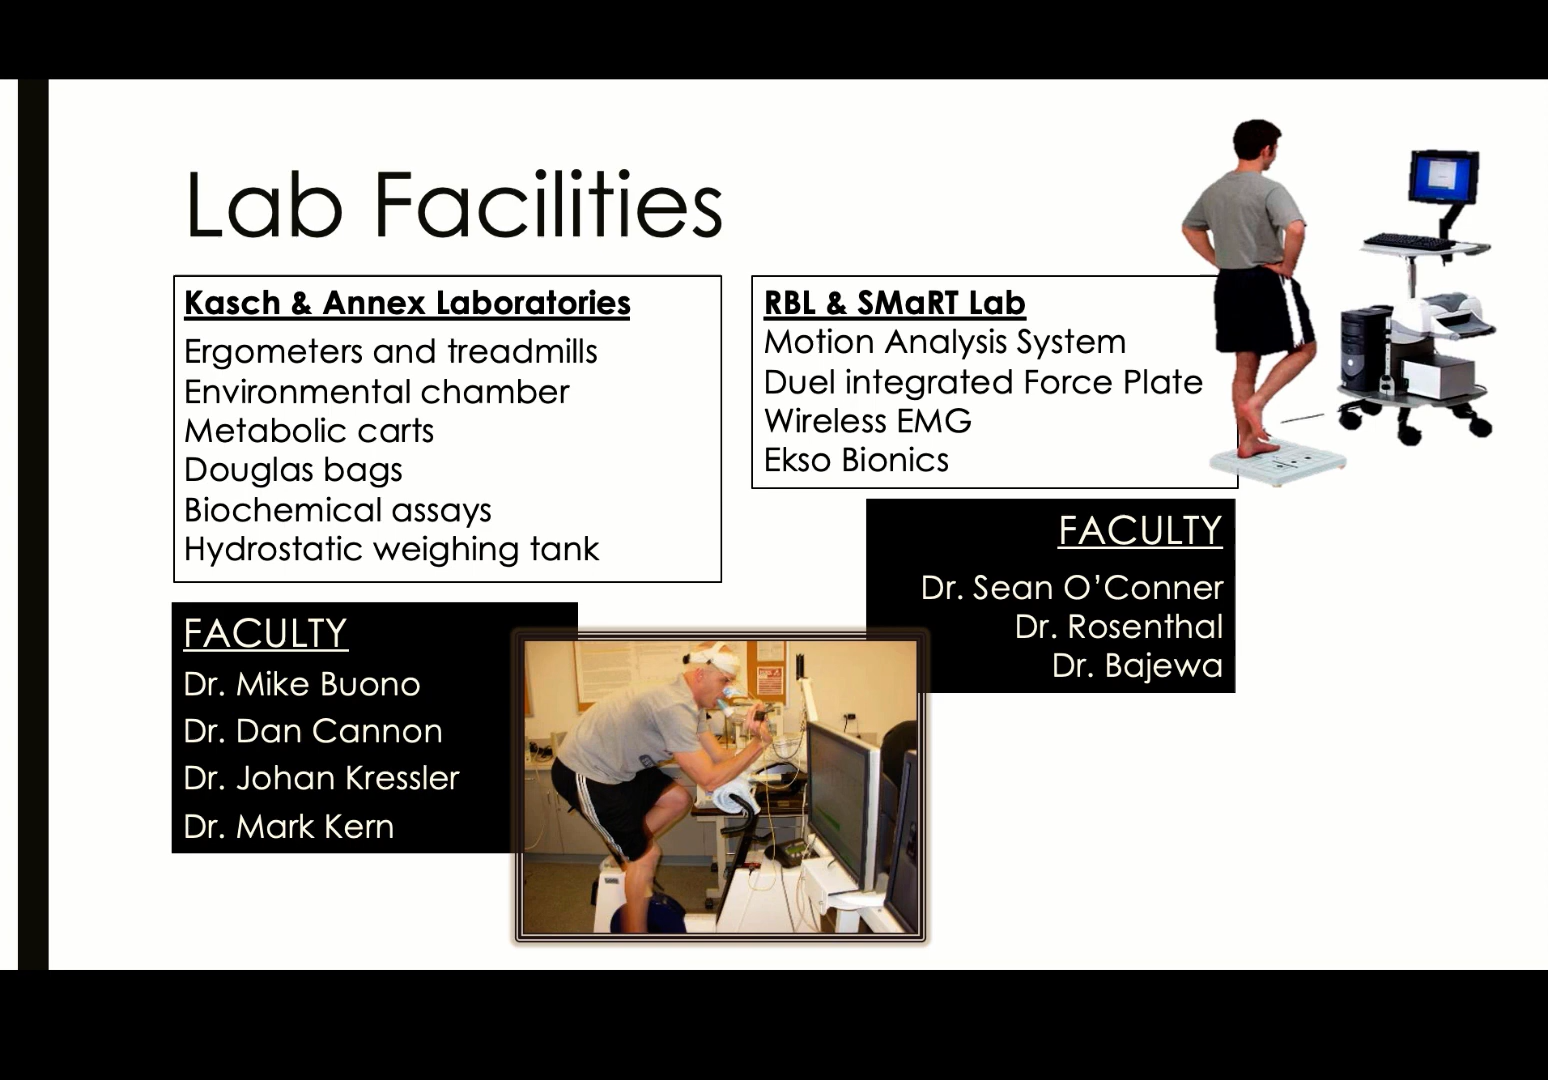 Lab Facilities
Kasch & Annex Laboratories
Ergometers and treadmills
Environmental chamber
Metabolic carts
Douglas bags
Biochemical assays
Hydrostatic weighing tank
FACULTY
Dr. Mike Buono
Dr. Dan Cannon
Dr. Johan Kressler
Dr. Mark Kern
RBL & SMaRT Lab
Motion Analysis System
Duel integrated Force Plate
Wireless EMG
Ekso Bionics
FACULTY
Dr. Sean O’Conner
Dr. Rosenthal
Dr. Bajewa